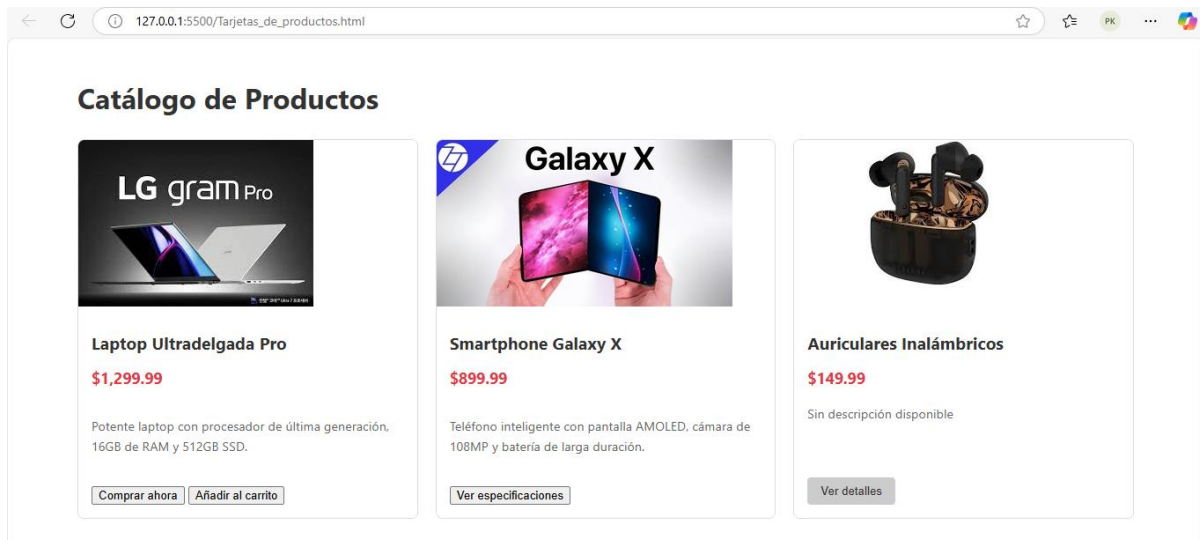 127.0.0.1:5500/Tarjetas_de_productos.html
PK
Catálogo de Productos
LG gram Pro
Galaxy X
Laptop Ultradelgada Pro
$1,299.99
Potente laptop con procesador de última generación,
16GB de RAM y 512GB SSD.
Comprar ahora
Añadir al carrito
Smartphone Galaxy X
$899.99
Teléfono inteligente con pantalla AMOLED, cámara de
108MP y batería de larga duración.
Ver especificaciones
Auriculares Inalámbricos
$149.99
Sin descripción disponible
Ver detalles